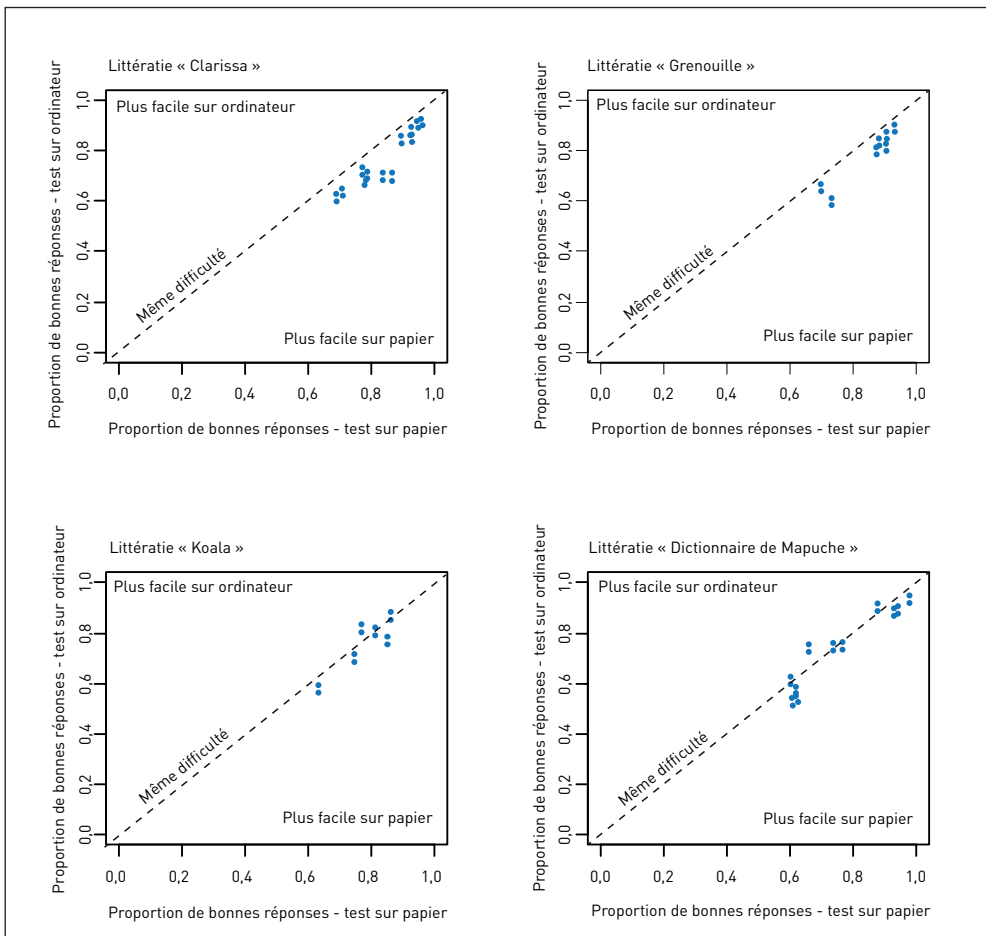 Littératie « Clarissa »
Proportion de bonnes réponses - test sur ordinateur
1,0
0,8
0,6
0,4
0,2
0,0
Plus facile sur ordinateur
Même difficulté
Plus facile sur papier
0,0 0,2 0,4 0,6 0,8 1,0
Proportion de bonnes réponses - test sur papier
Littératie « Grenouille »
Proportion de bonnes réponses - test sur ordinateur
1,0
0,8
0,6
0,4
0,2
0,0
Plus facile sur ordinateur
Même difficulté
Plus facile sur papier
0,0 0,2 0,4 0,6 0,8 1,0
Proportion de bonnes réponses - test sur papier
Littératie « Koala »
Proportion de bonnes réponses - test sur ordinateur
1,0
0,8
0,6
0,4
0,2
0,0
Plus facile sur ordinateur
Même difficulté
Plus facile sur papier
0,0 0,2 0,4 0,6 0,8 1,0
Proportion de bonnes réponses - test sur papier
Littératie « Dictionnaire de Mapuche »
Proportion de bonnes réponses - test sur ordinateur
1,0
0,8
0,6
0,4
0,2
0,0
Plus facile sur ordinateur
Même difficulté
Plus facile sur papier
0,0 0,2 0,4 0,6 0,8 1,0
Proportion de bonnes réponses - test sur papier